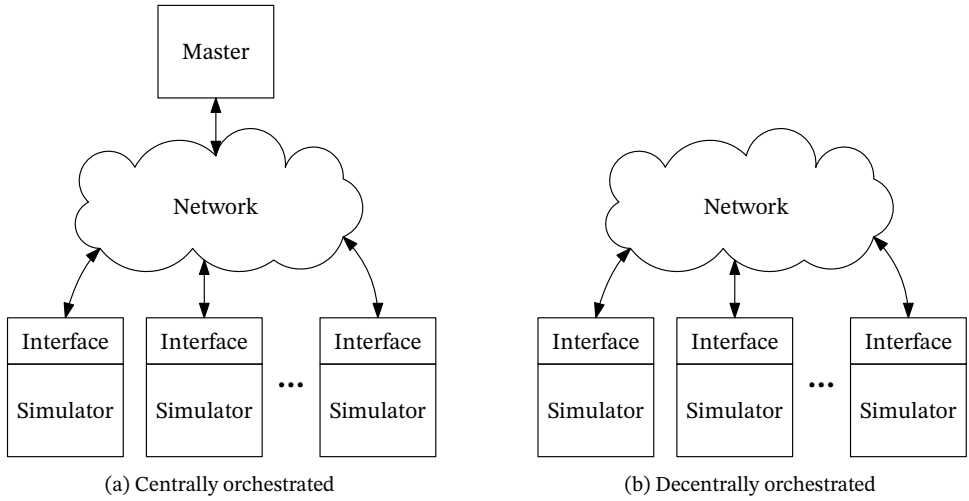 Master
Network
Interface Interface Interface
Simulator Simulator ... Simulator
(a) Centrally orchestrated
Network
Interface Interface Interface
Simulator Simulator ... Simulator
(b) Decentrally orchestrated